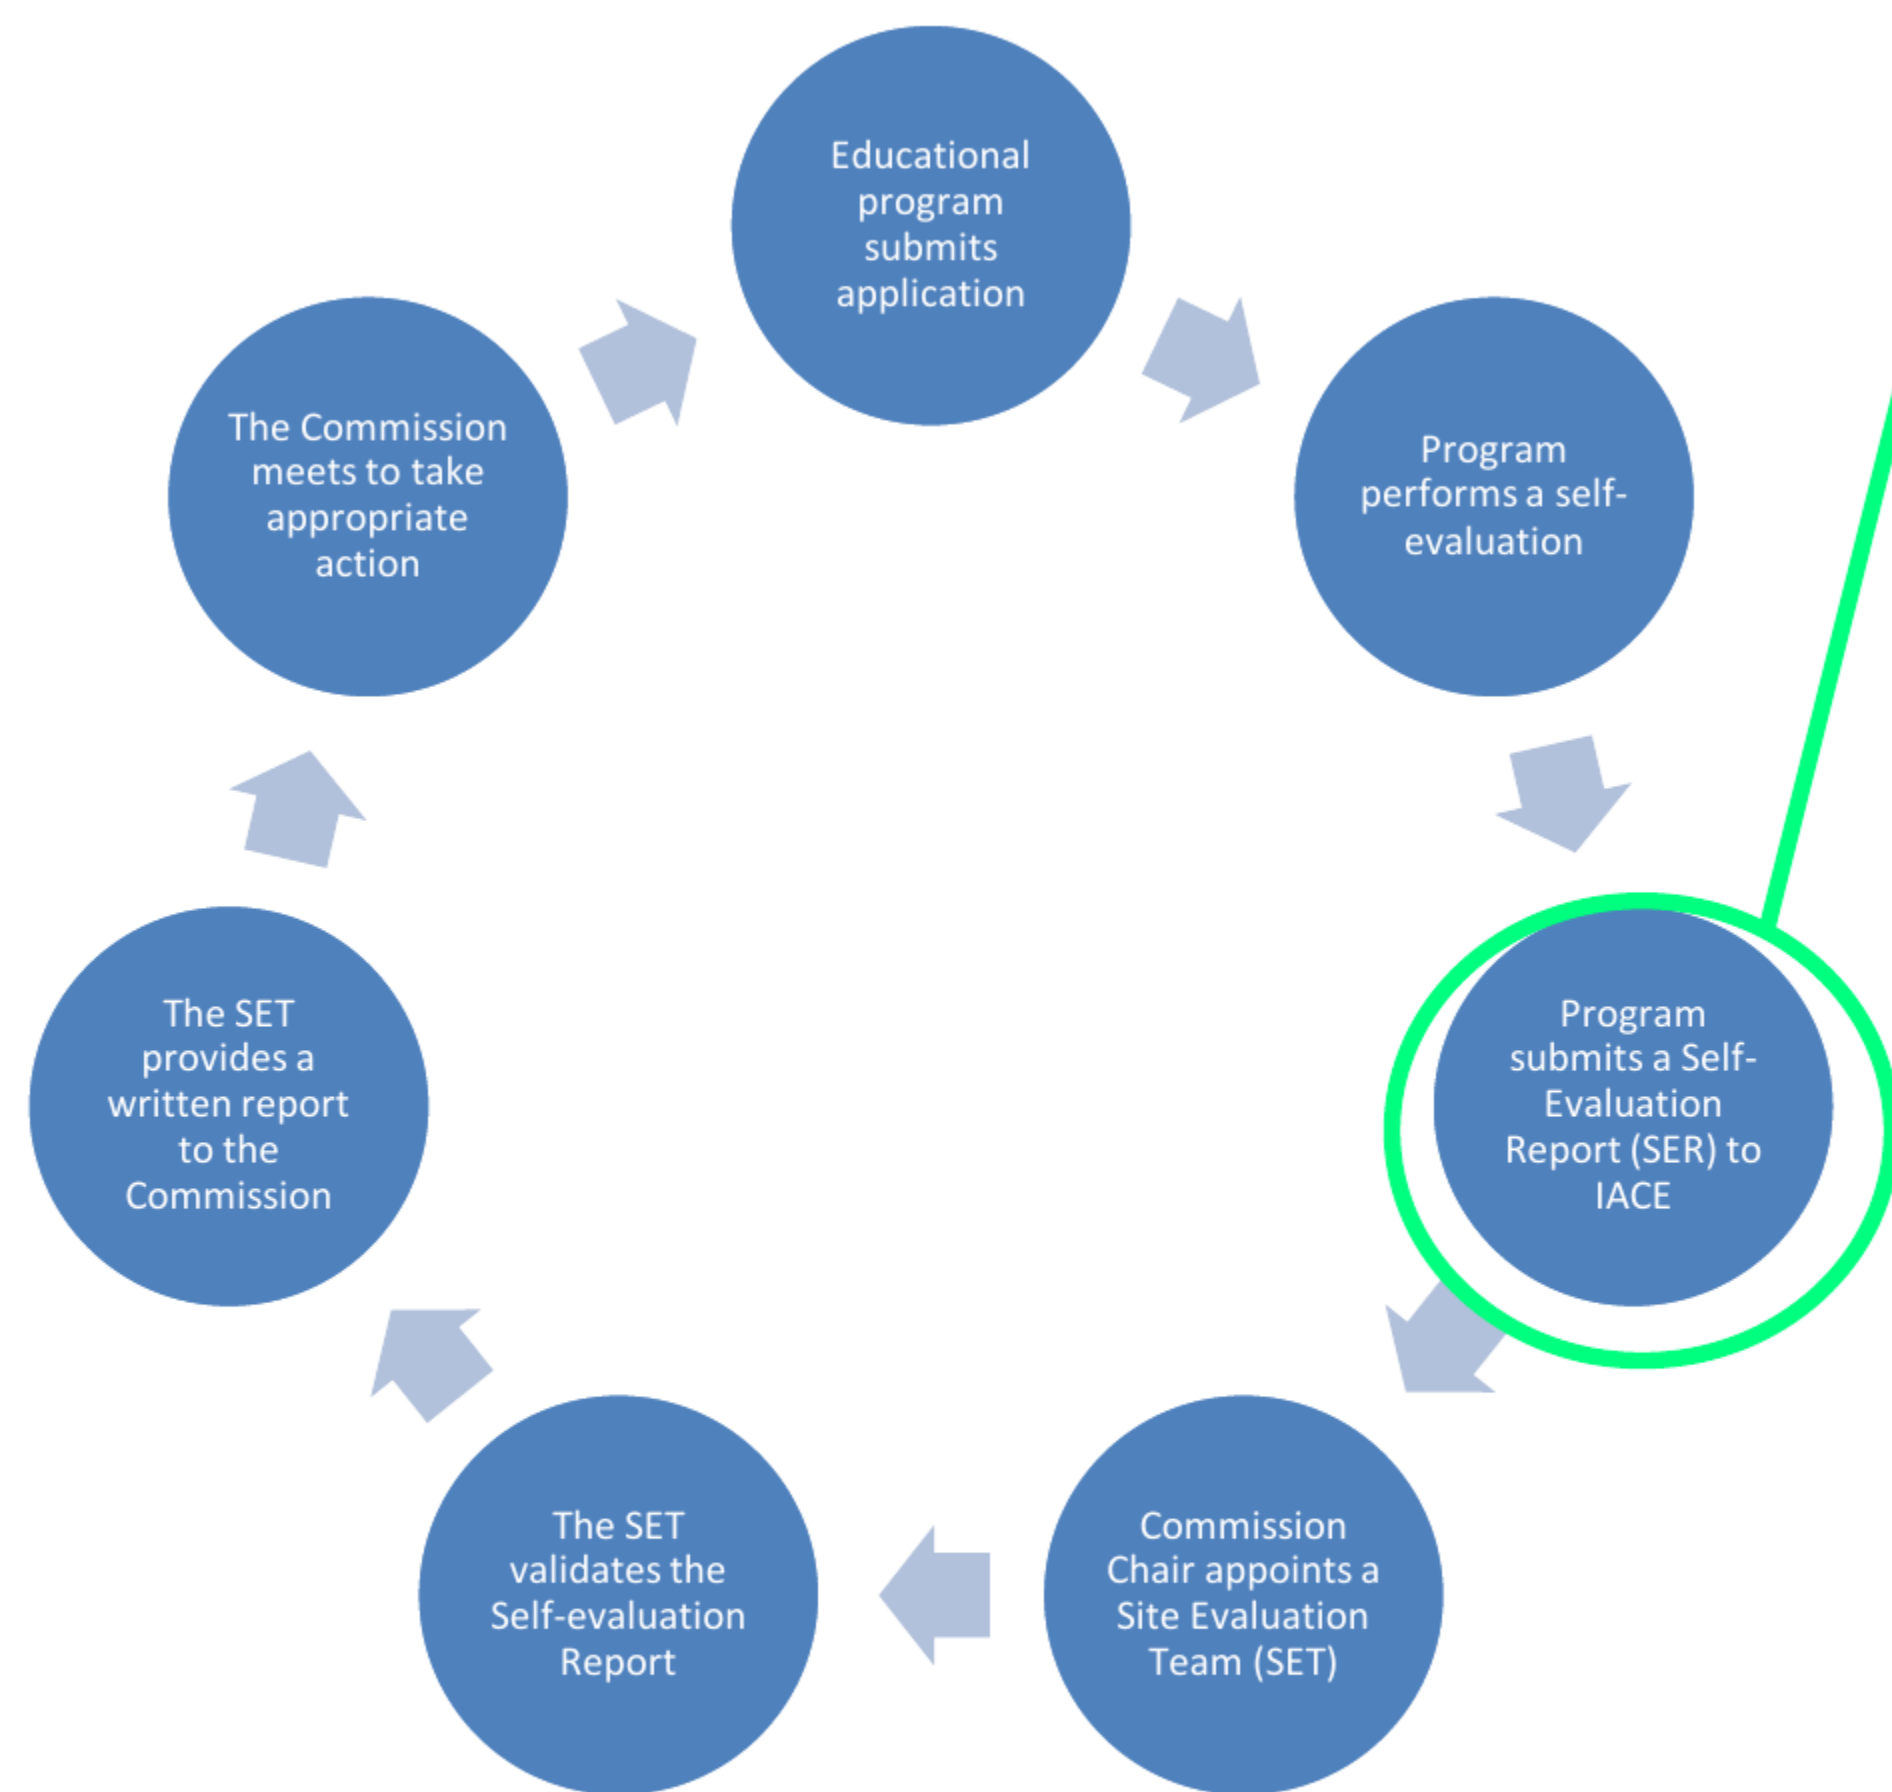 Educational
program
submits
application
Program
performs a self-
evaluation
Program
submits a Self-
Evaluation
Report (SER) to
IACE
Commission
Chair appoints a
Site Evaluation
Team (SET)
The SET
validates the
Self-evaluation
Report
The SET
provides a
written report
to the
Commission
The Commission
meets to take
appropriate
action